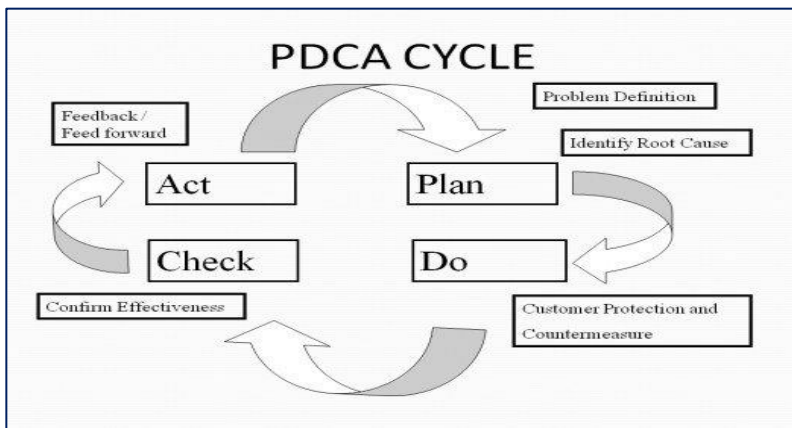 PDCA CYCLE
Problem Definition
Feedback /
Feed forward
Identify Root Cause
Act
Plan
Check
Do
Confirm Effectiveness
Customer Protection and
Countermeasure